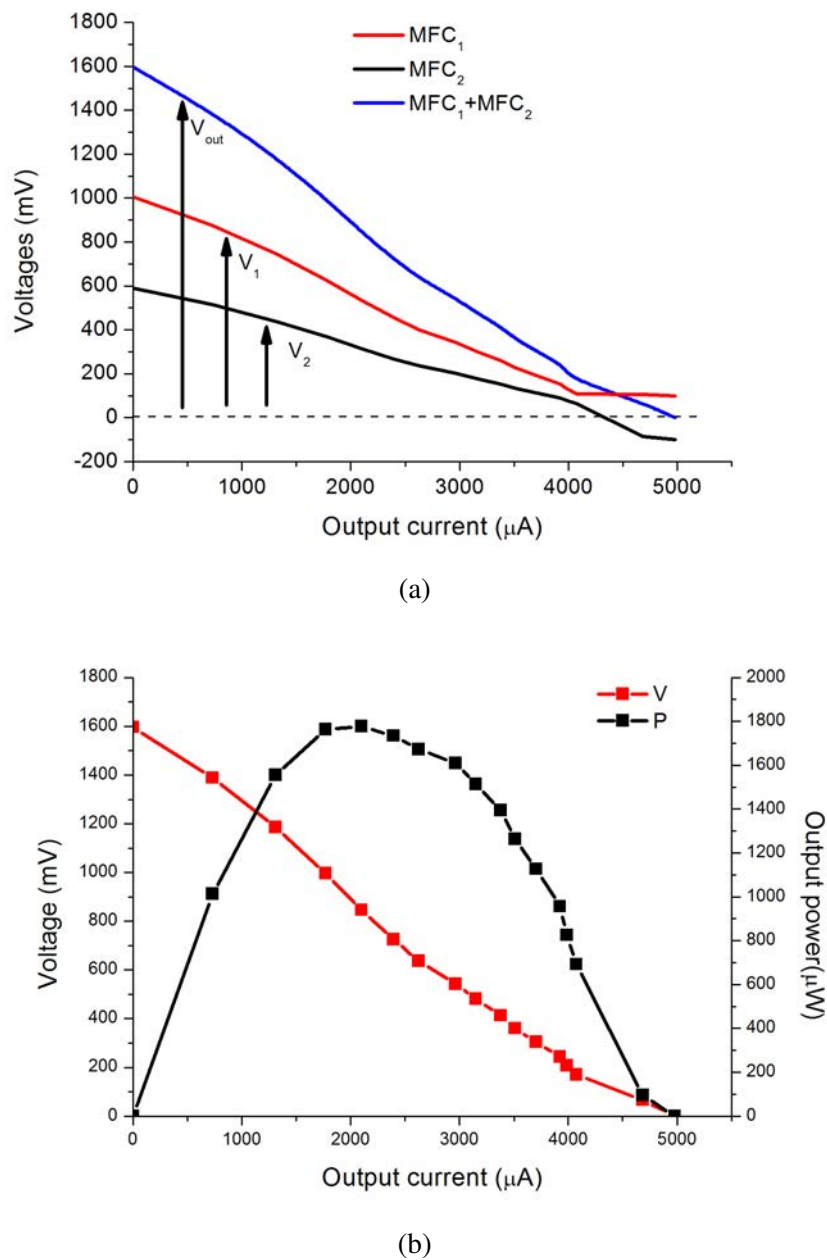 1800
1600
1400
1200
1000
800
600
400
200
0
-200
Voltages (mV)
MFC₁
MFC₂
MFC₁+MFC₂
V_out
V₁
V₂
0 1000 2000 3000 4000 5000
Output current (μA)
(a)
1800
1600
1400
1200
1000
800
600
400
200
0
Voltage (mV)
V
P
2000
1800
1600
1400
1200
1000
800
600
400
200
0
Output power(μW)
0 1000 2000 3000 4000 5000
Output current (μA)
(b)